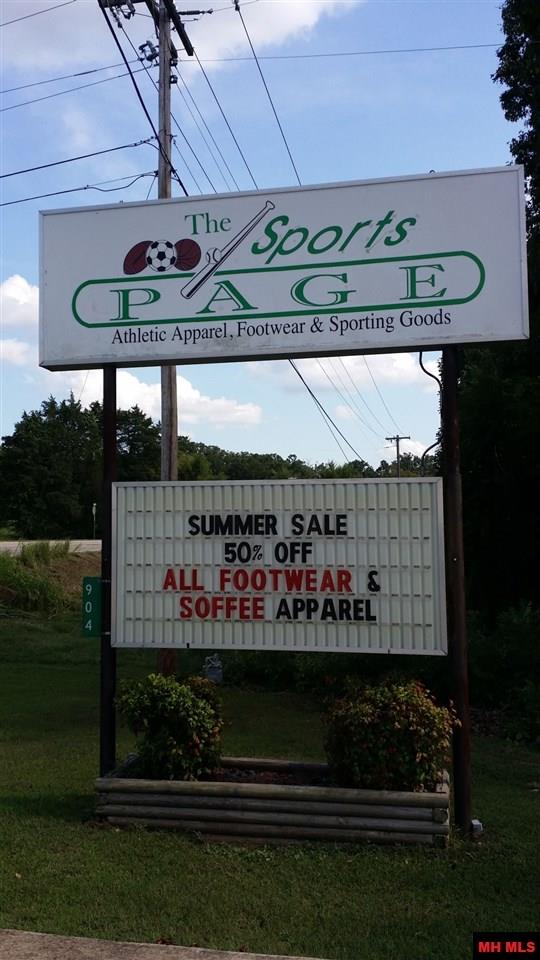 The Sports
PAGE
Athletic Apparel, Footwear & Sporting Goods
SUMMER SALE
50% OFF
ALL FOOTWEAR &
SOFFEE APPAREL
904
MH MLS